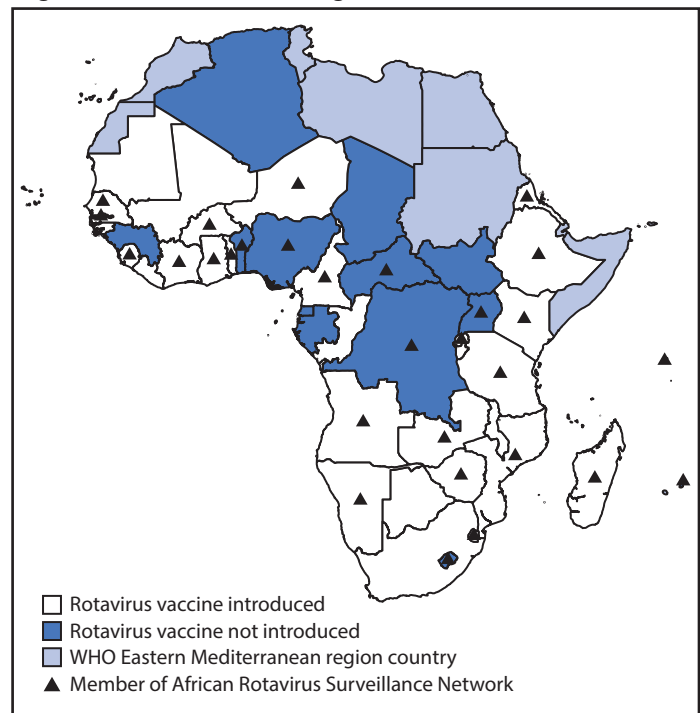 Rotavirus vaccine introduced
Rotavirus vaccine not introduced
WHO Eastern Mediterranean region country
Member of African Rotavirus Surveillance Network